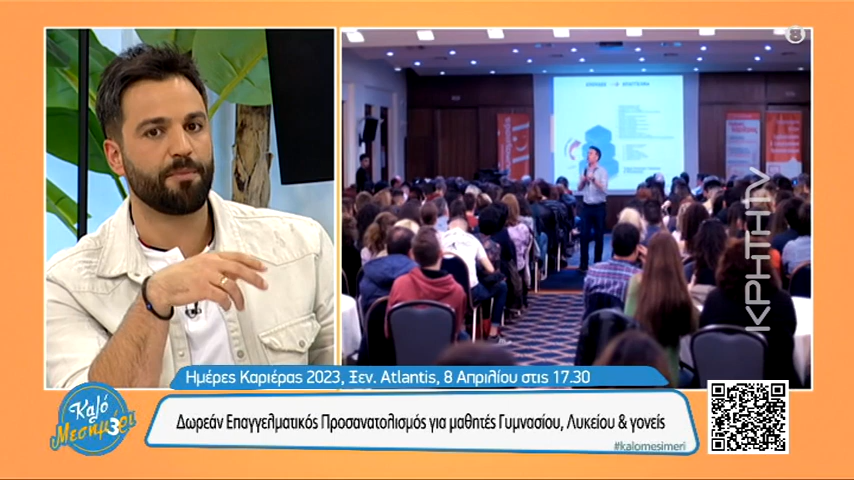 Ημέρες Καριέρας 2023, Ξεν. Atlantis, 8 Απριλίου στις 17.30
Δωρεάν Επαγγελματικός Προσανατολισμός για μαθητές Γυμνασίου, Λυκείου & γονείς
#kalomesimeri
Καλό
Μεσημ3ρι
ΚΡΗΤΗ TV